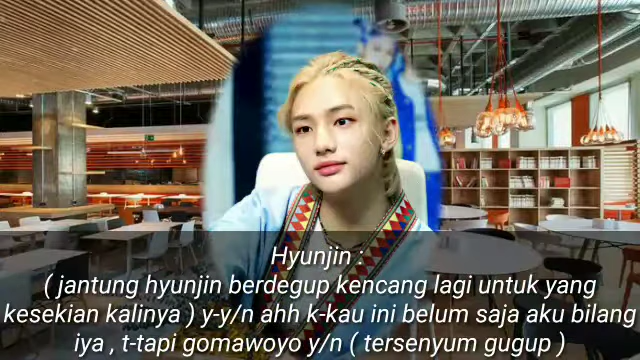 Hyunjin :
( jantung hyunjin berdegup kencang lagi untuk yang
kesekian kalinya ) y-y/n ahh k-kau ini belum saja aku bilang
iya , t-tapi gomawoyo y/n ( tersenyum gugup )